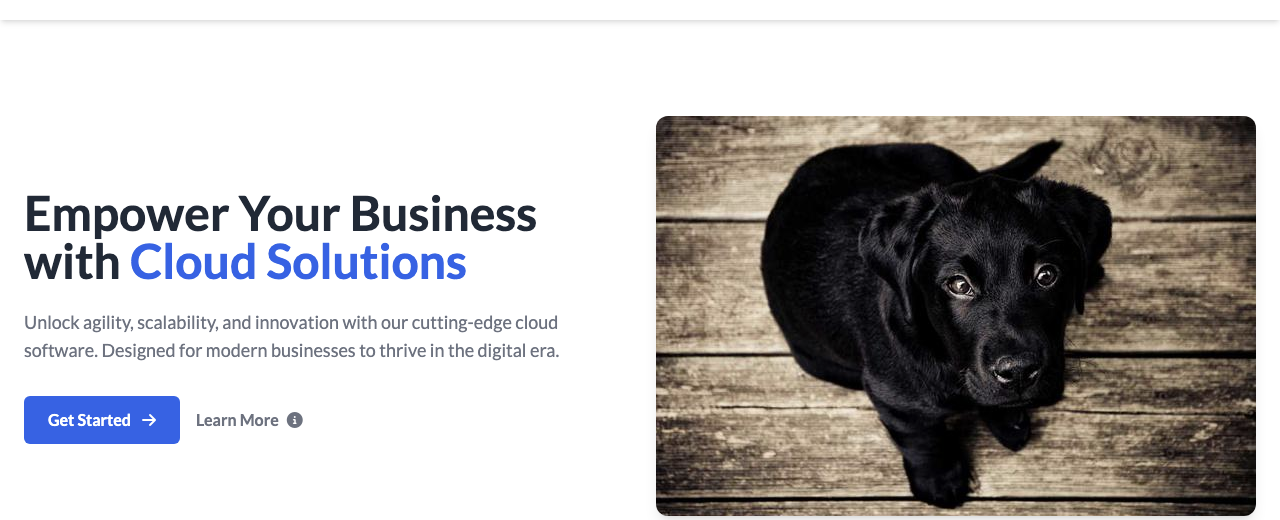 Empower Your Business
with Cloud Solutions
Unlock agility, scalability, and innovation with our cutting-edge cloud
software. Designed for modern businesses to thrive in the digital era.
Get Started
Learn More